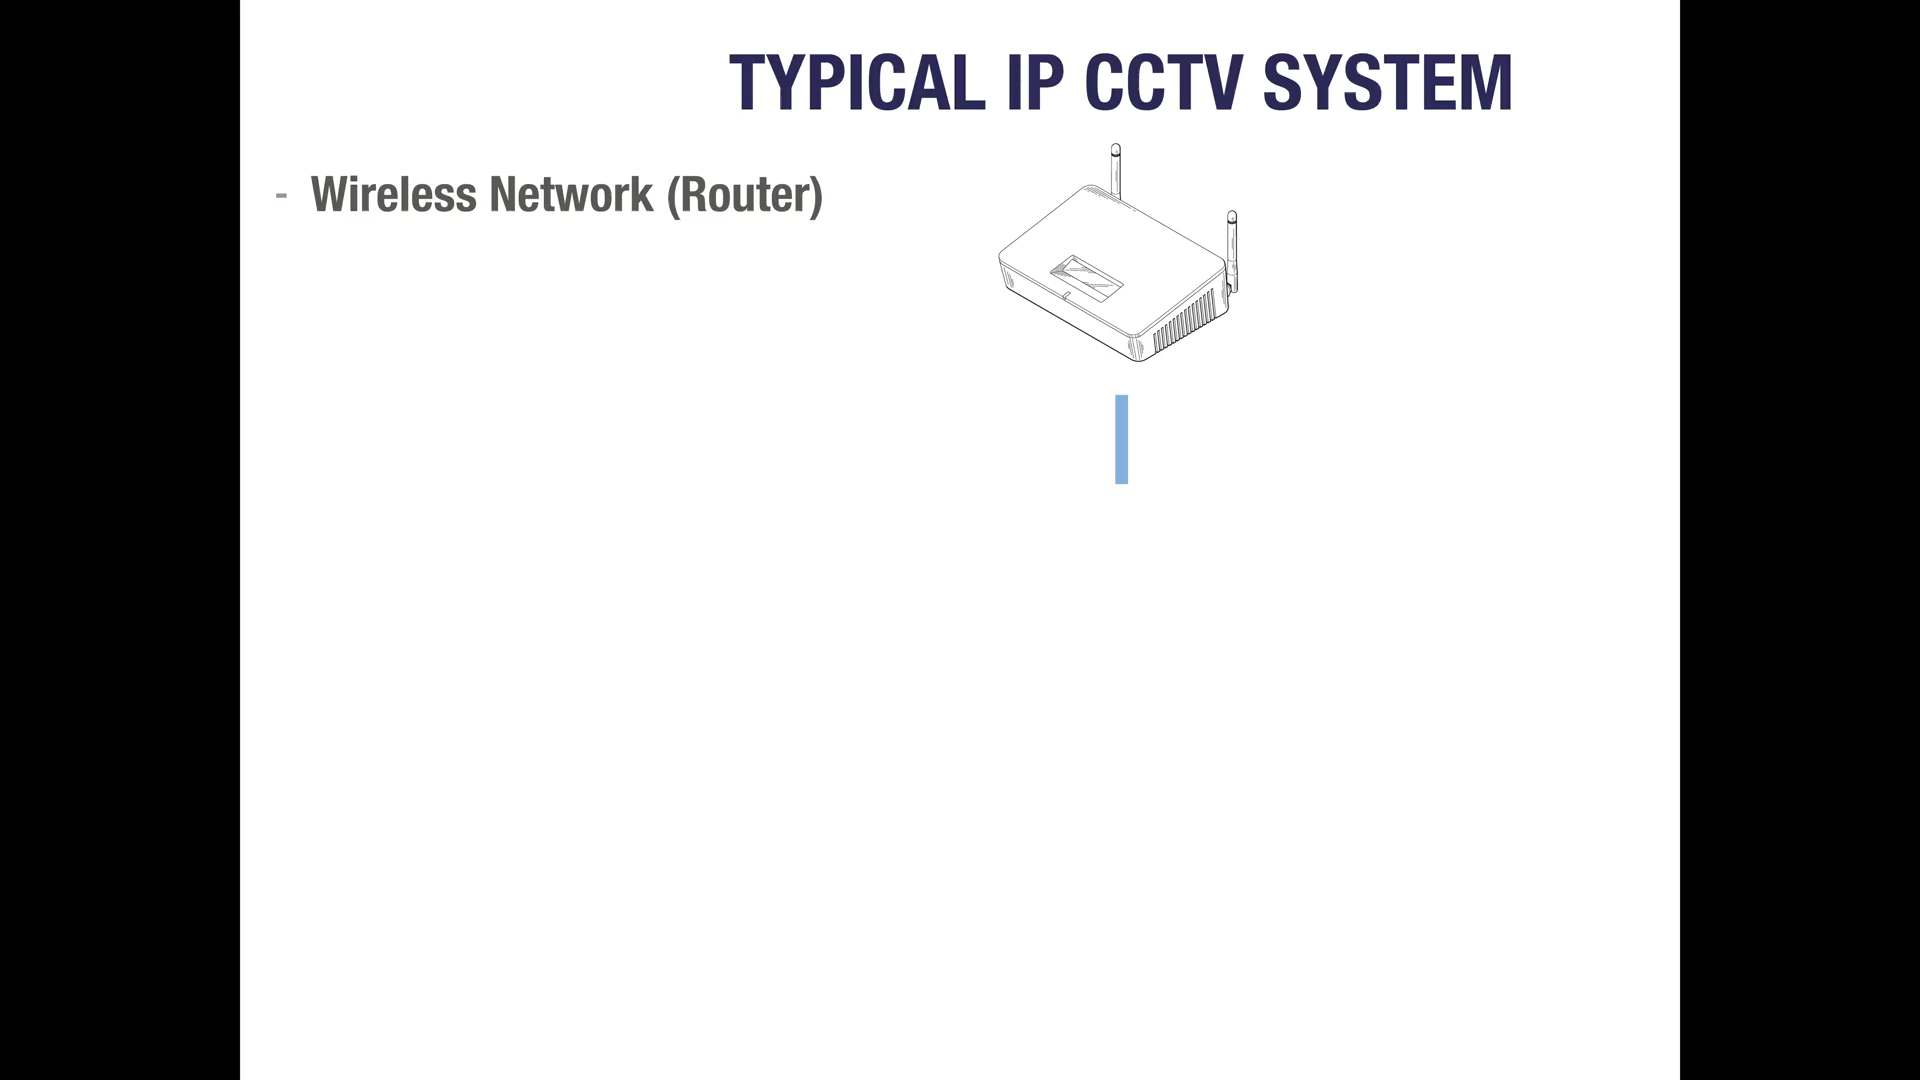 TYPICAL IP CCTV SYSTEM
- Wireless Network (Router)